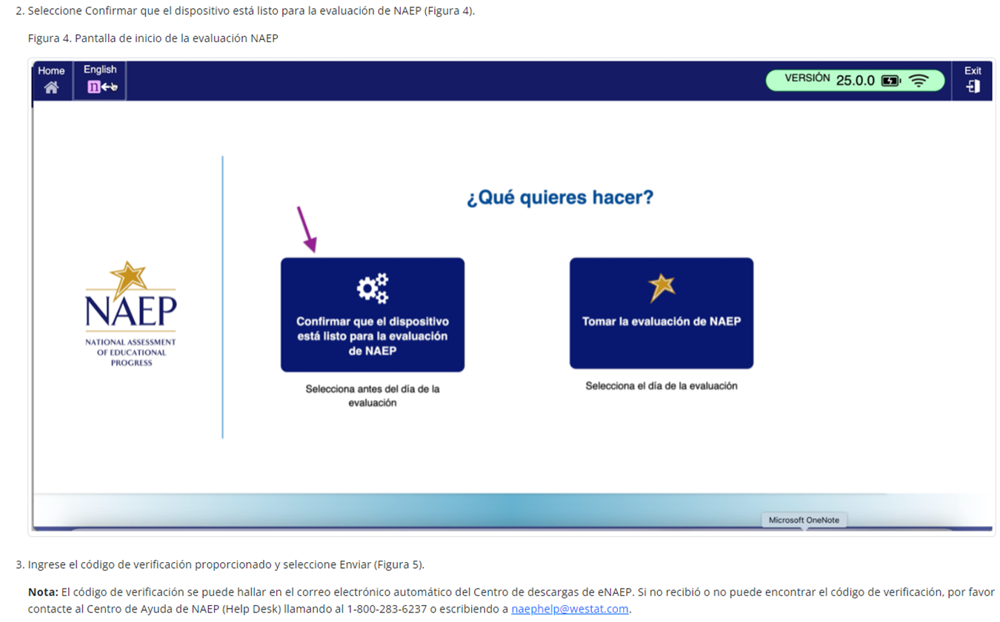 2. Seleccione Confirmar que el dispositivo está listo para la evaluación de NAEP (Figura 4).
Figura 4. Pantalla de inicio de la evaluación NAEP
Home
English
n
VERSIÓN 25.0.0
Exit
¿Qué quieres hacer?
NAEP
NATIONAL ASSESSMENT
OF EDUCATIONAL
PROGRESS
Confirmar que el dispositivo
está listo para la evaluación
de NAEP
Selecciona antes del día de la
evaluación
Tomar la evaluación de NAEP
Selecciona el día de la evaluación
Microsoft OneNote
3. Ingrese el código de verificación proporcionado y seleccione Enviar (Figura 5).
Nota: El código de verificación se puede hallar en el correo electrónico automático del Centro de descargas de eNAEP. Si no recibió o no puede encontrar el código de verificación, por favor
contacte al Centro de Ayuda de NAEP (Help Desk) llamando al 1-800-283-6237 o escribiendo a naephelp@westat.com.